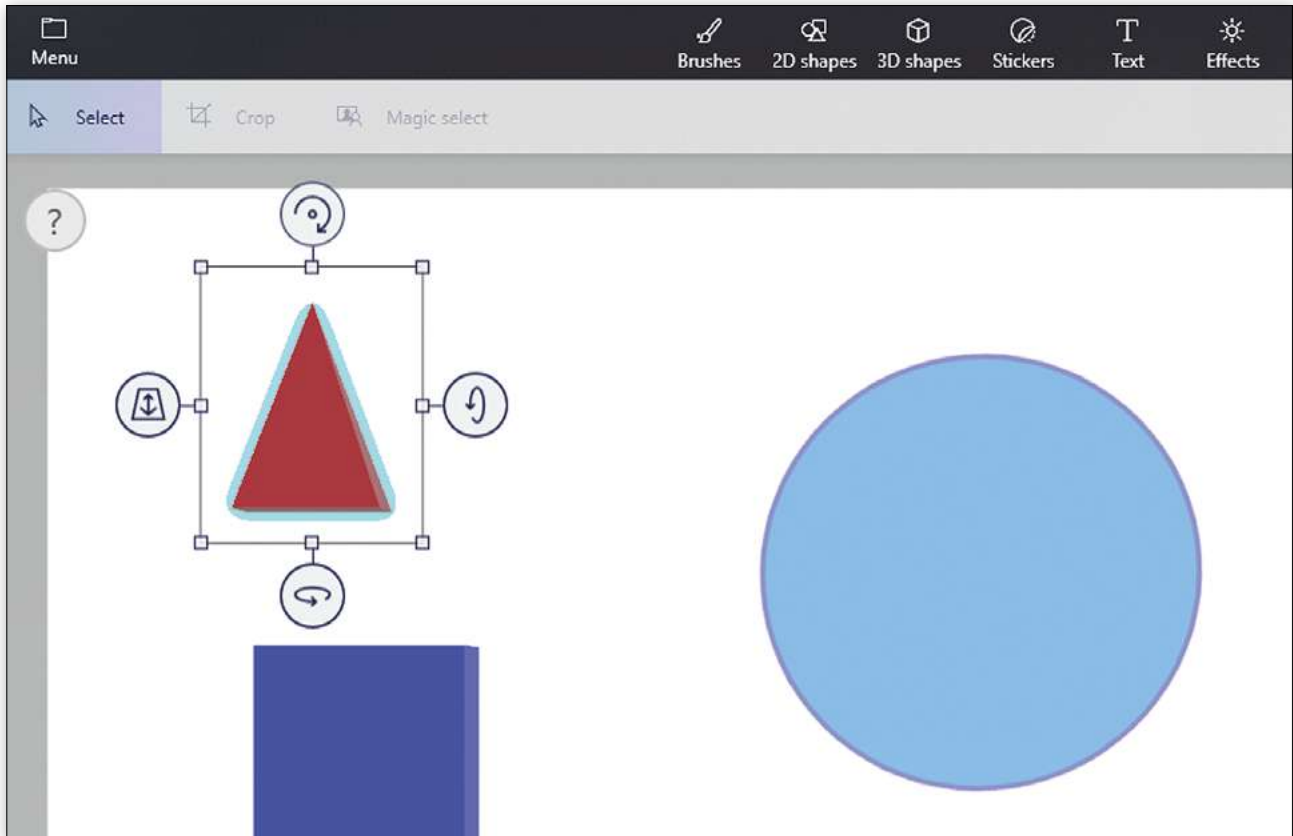 Menu
Brushes
2D shapes
3D shapes
Stickers
Text
Effects
Select
Crop
Magic select
?